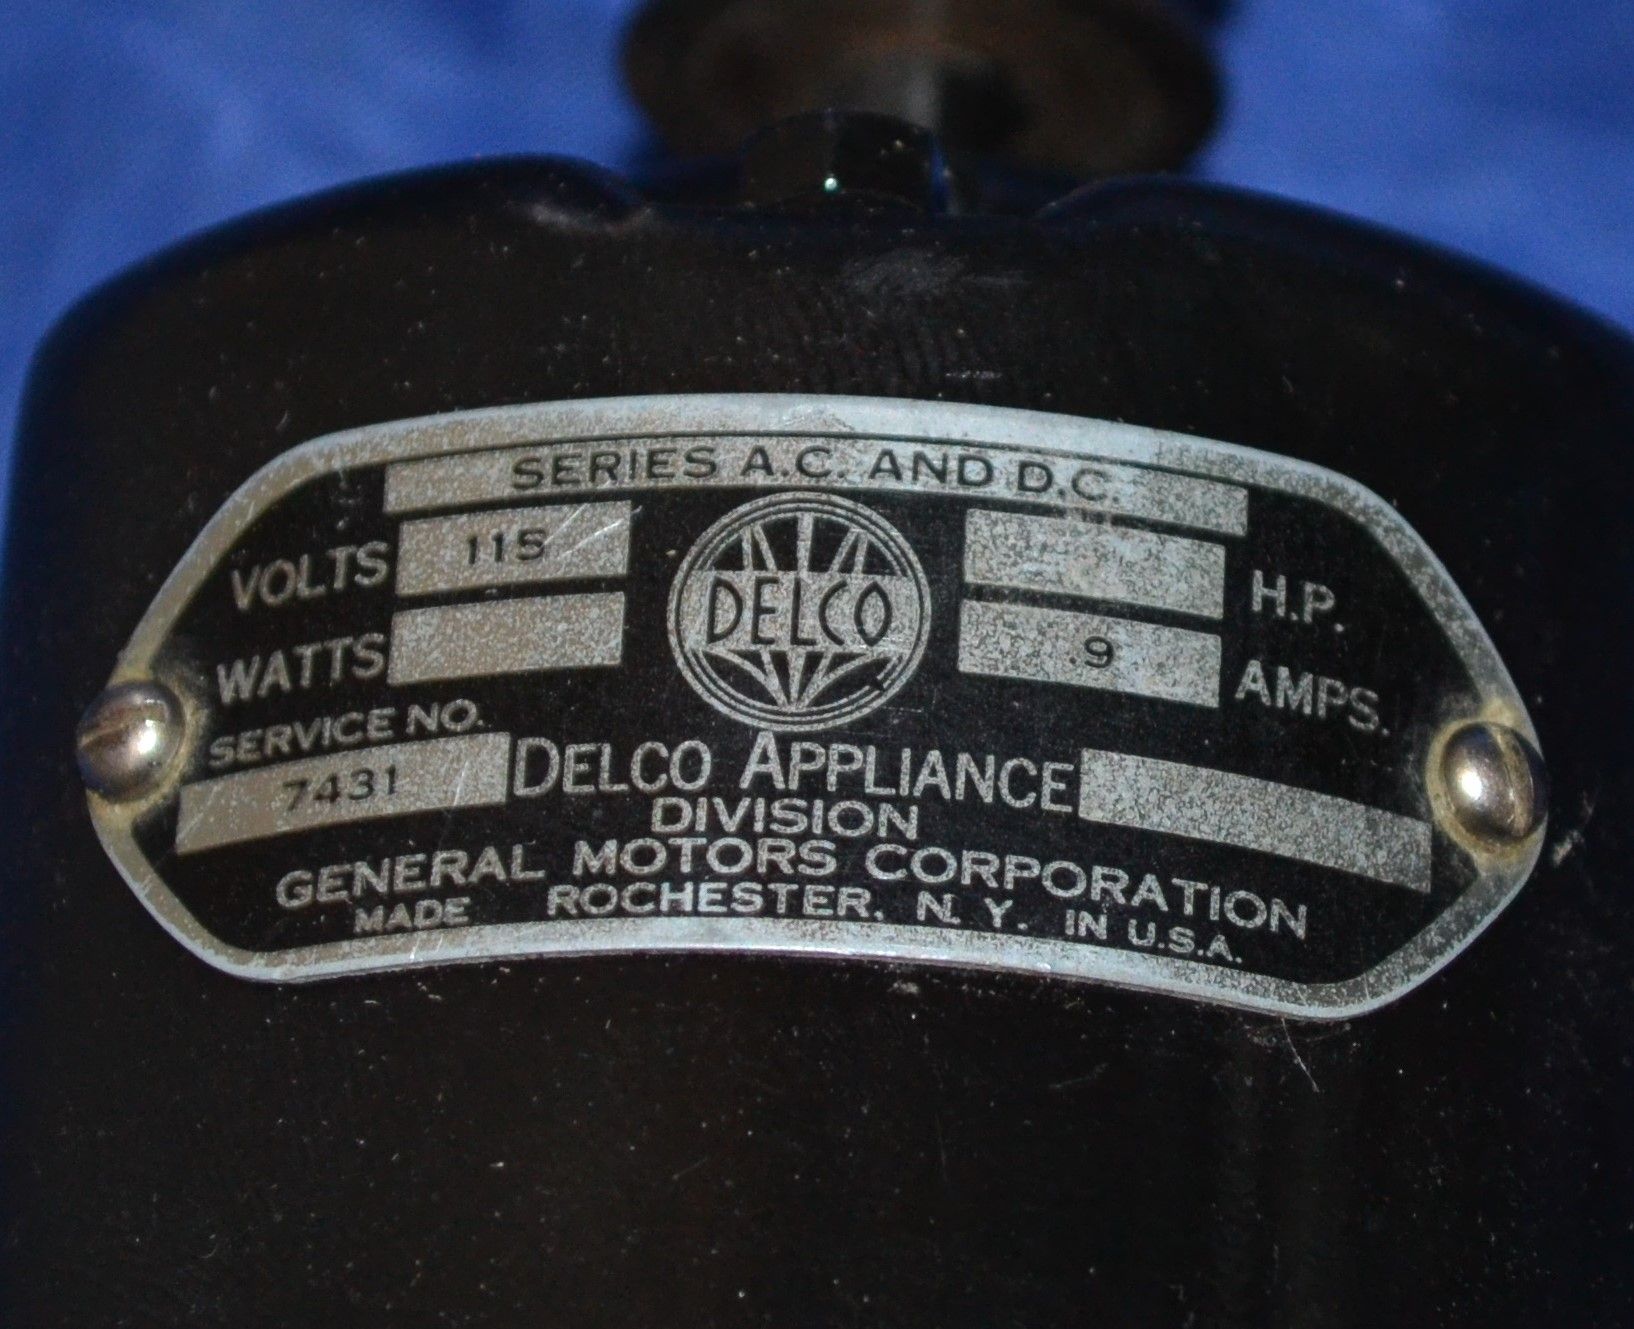 SERIES A.C. AND D.C.
VOLTS 115
H.P.
WATTS
DELCO
.9 AMPS.
SERVICE NO.
7431
DELCO APPLIANCE
DIVISION
GENERAL MOTORS CORPORATION
MADE ROCHESTER, N. Y. IN U.S.A.